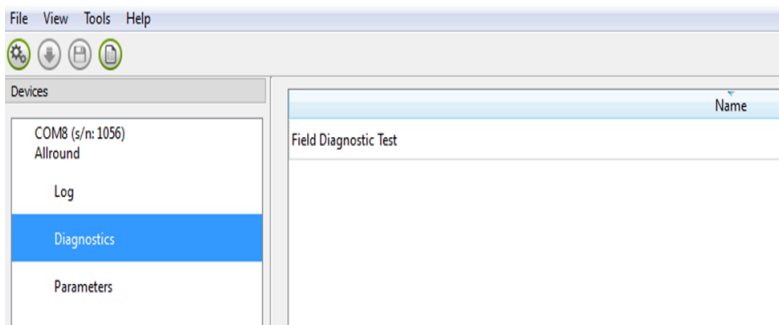 File View Tools Help
Devices
Name
COM8 (s/n: 1056)
Allround
Field Diagnostic Test
Log
Diagnostics
Parameters